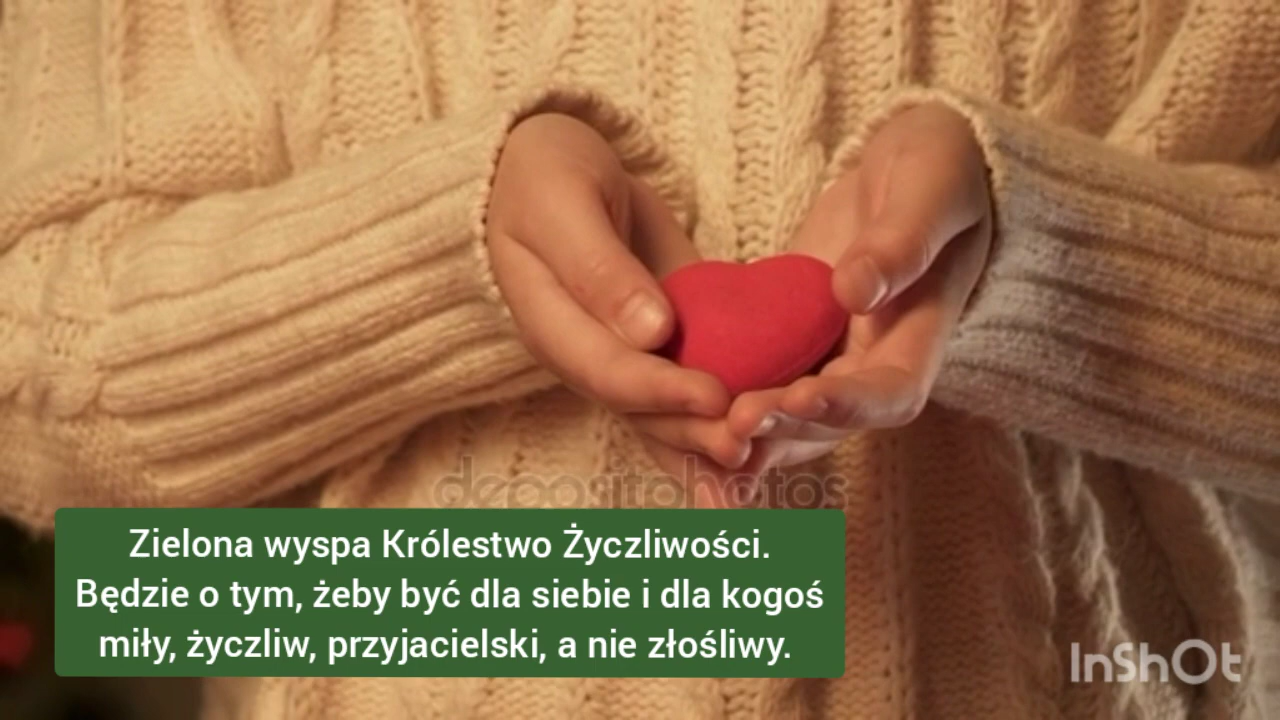 depositphotos
Zielona wyspa Królestwo Życzliwości.
Będzie o tym, żeby być dla siebie i dla kogoś
miły, życzliw, przyjacielski, a nie złośliwy.
InShOt